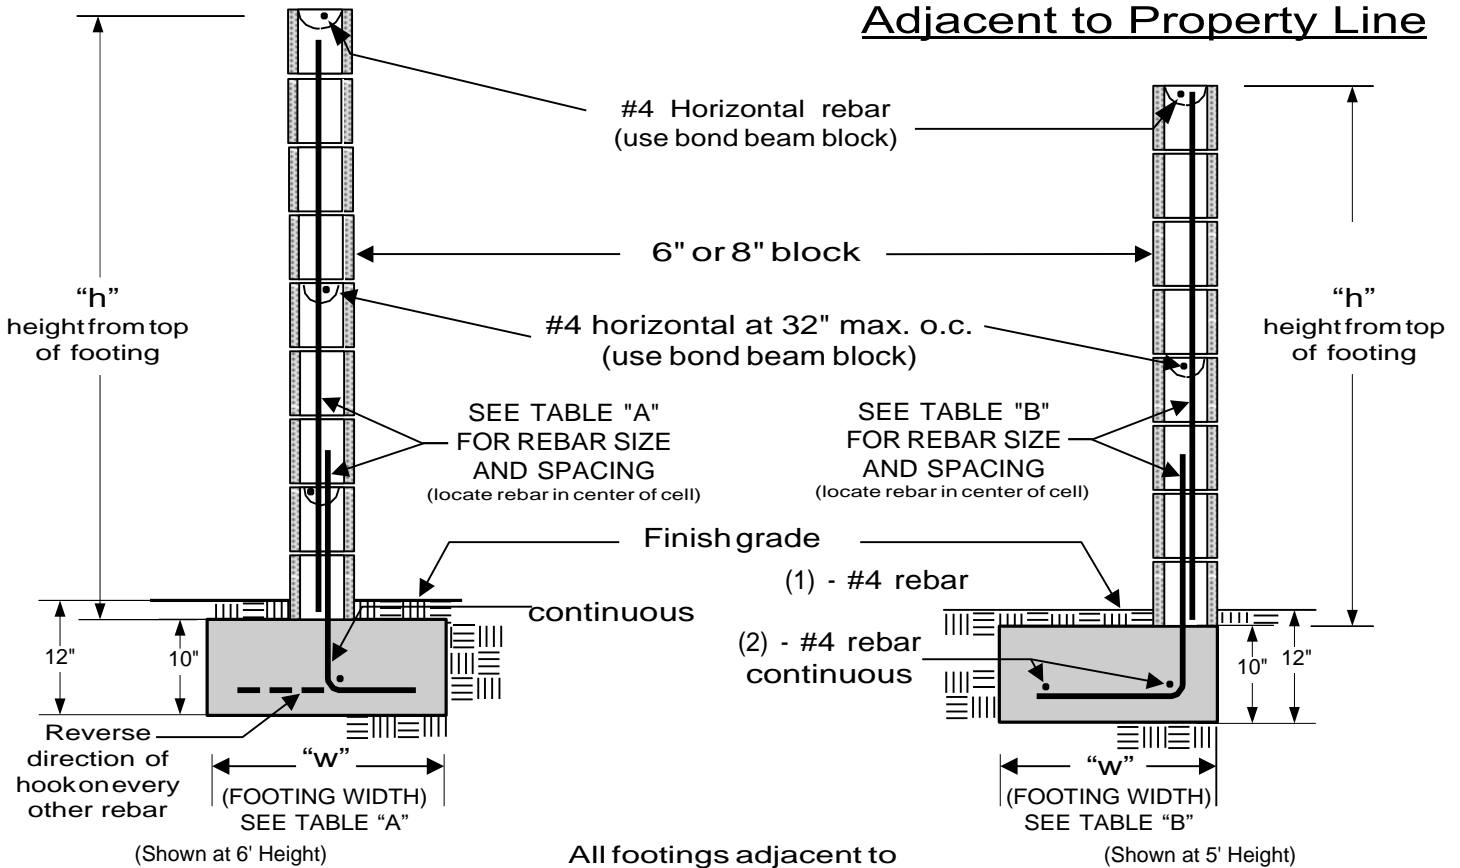 Adjacent to Property Line
#4 Horizontal rebar
(use bond beam block)
6" or 8" block
“h”
height from top
of footing
“h”
height from top
of footing
#4 horizontal at 32" max. o.c.
(use bond beam block)
SEE TABLE "A"
FOR REBAR SIZE
AND SPACING
(locate rebar in center of cell)
SEE TABLE "B"
FOR REBAR SIZE
AND SPACING
(locate rebar in center of cell)
Finish grade
(1) - #4 rebar
continuous
(2) - #4 rebar
continuous
12"
10"
10"
12"
Reverse
direction of
hook on every
other rebar
“w”
(FOOTING WIDTH)
SEE TABLE “A”
“w”
(FOOTING WIDTH)
SEE TABLE “B”
(Shown at 6' Height)
All footings adjacent to
(Shown at 5' Height)